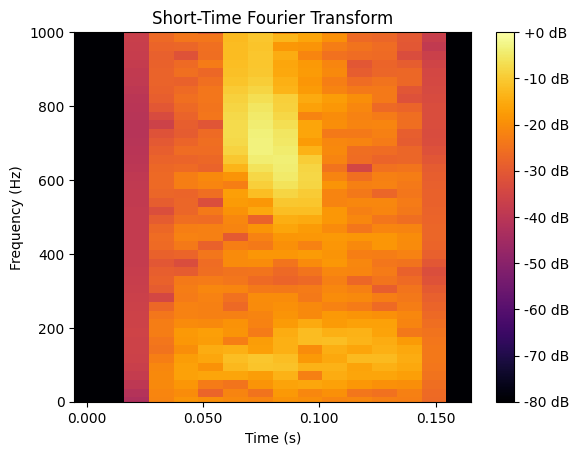 Short-Time Fourier Transform
1000
800
600
400
200
0
Frequency (Hz)
0.000
0.050
0.100
0.150
Time (s)
+0 dB
-10 dB
-20 dB
-30 dB
-40 dB
-50 dB
-60 dB
-70 dB
-80 dB